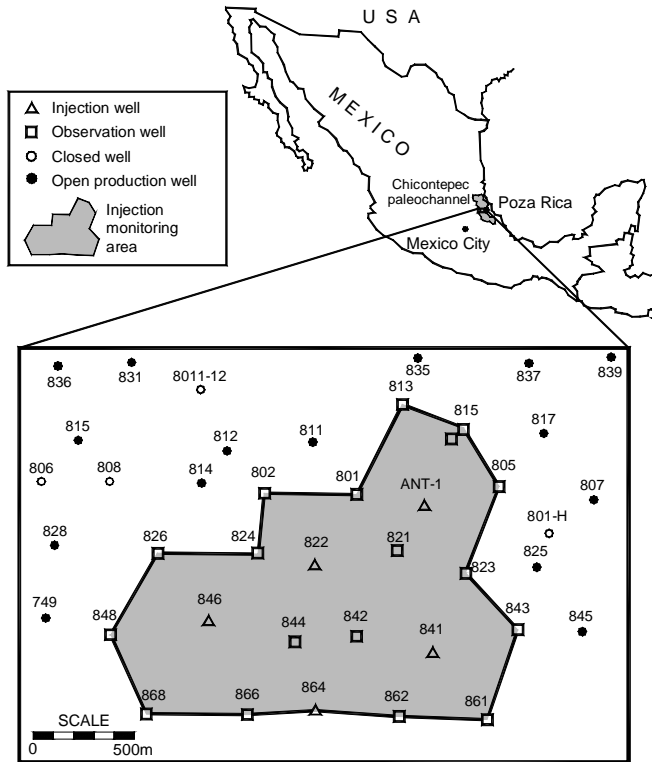 U S A
MEXICO
Injection well
Observation well
Closed well
Open production well
Injection
monitoring
area
Chicontepec
paleochannel
Poza Rica
Mexico City
836
831
8011-12
835
837
839
813
815
812
811
815
817
806
808
814
802
801
ANT-1
805
807
801-H
828
826
824
822
821
823
825
749
848
846
844
842
841
843
845
868
866
864
862
861
SCALE
0
500m